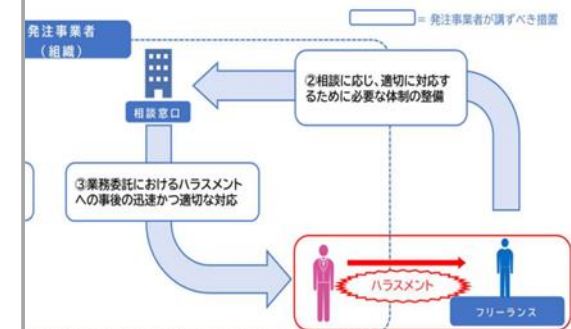 = 発注事業者が講ずべき措置
発注事業者
（組織）
相談窓口
②相談に応じ、適切に対応す
るために必要な体制の整備
③業務委託におけるハラスメント
への事後の迅速かつ適切な対応
ハラスメント
フリーランス